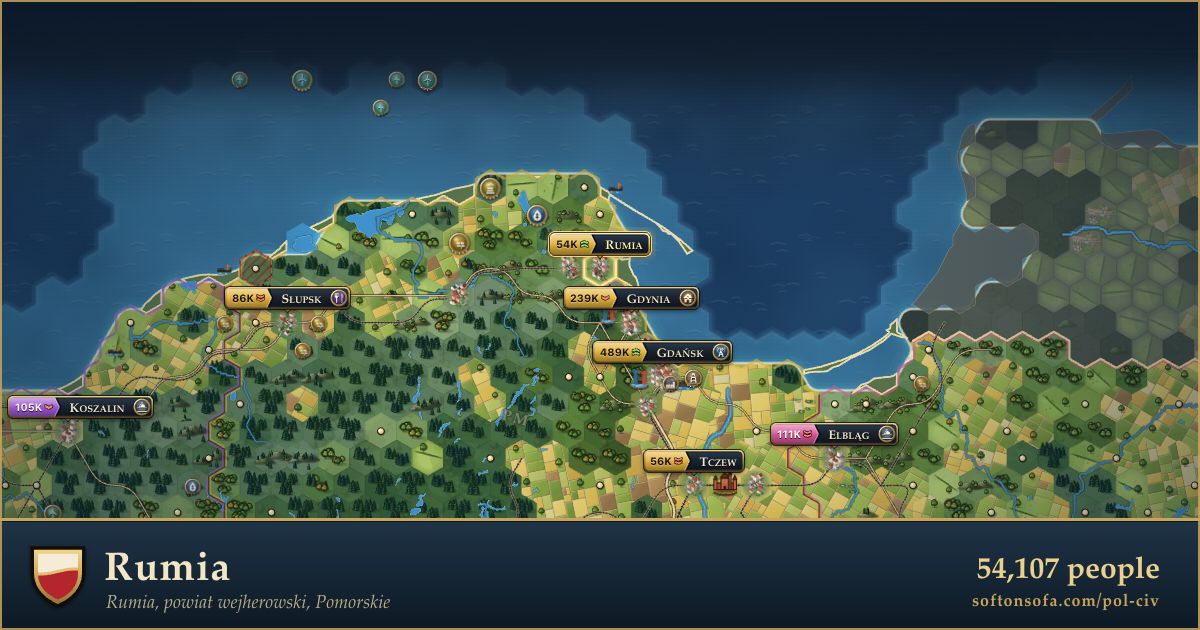 54K Rumia
86K Słupsk
239K Gdynia
489K Gdańsk
105K Koszalin
111K Elbląg
56K Tczew
Rumia
Rumia, powiat wejherowski, Pomorskie
54,107 people
softonsofa.com/pol-civ